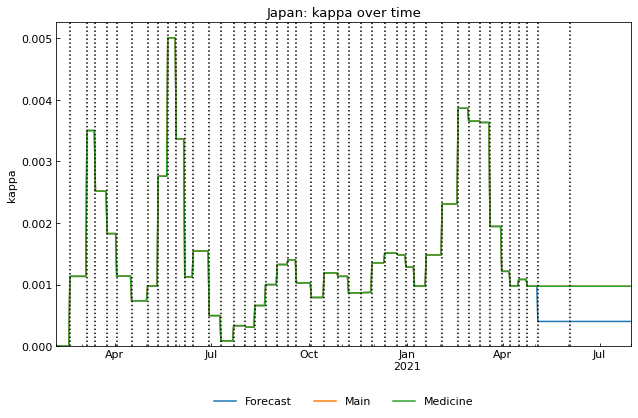 Japan: kappa over time
kappa
0.005
0.004
0.003
0.002
0.001
0.000
Apr Jul Oct Jan Apr Jul
2021
Forecast Main Medicine